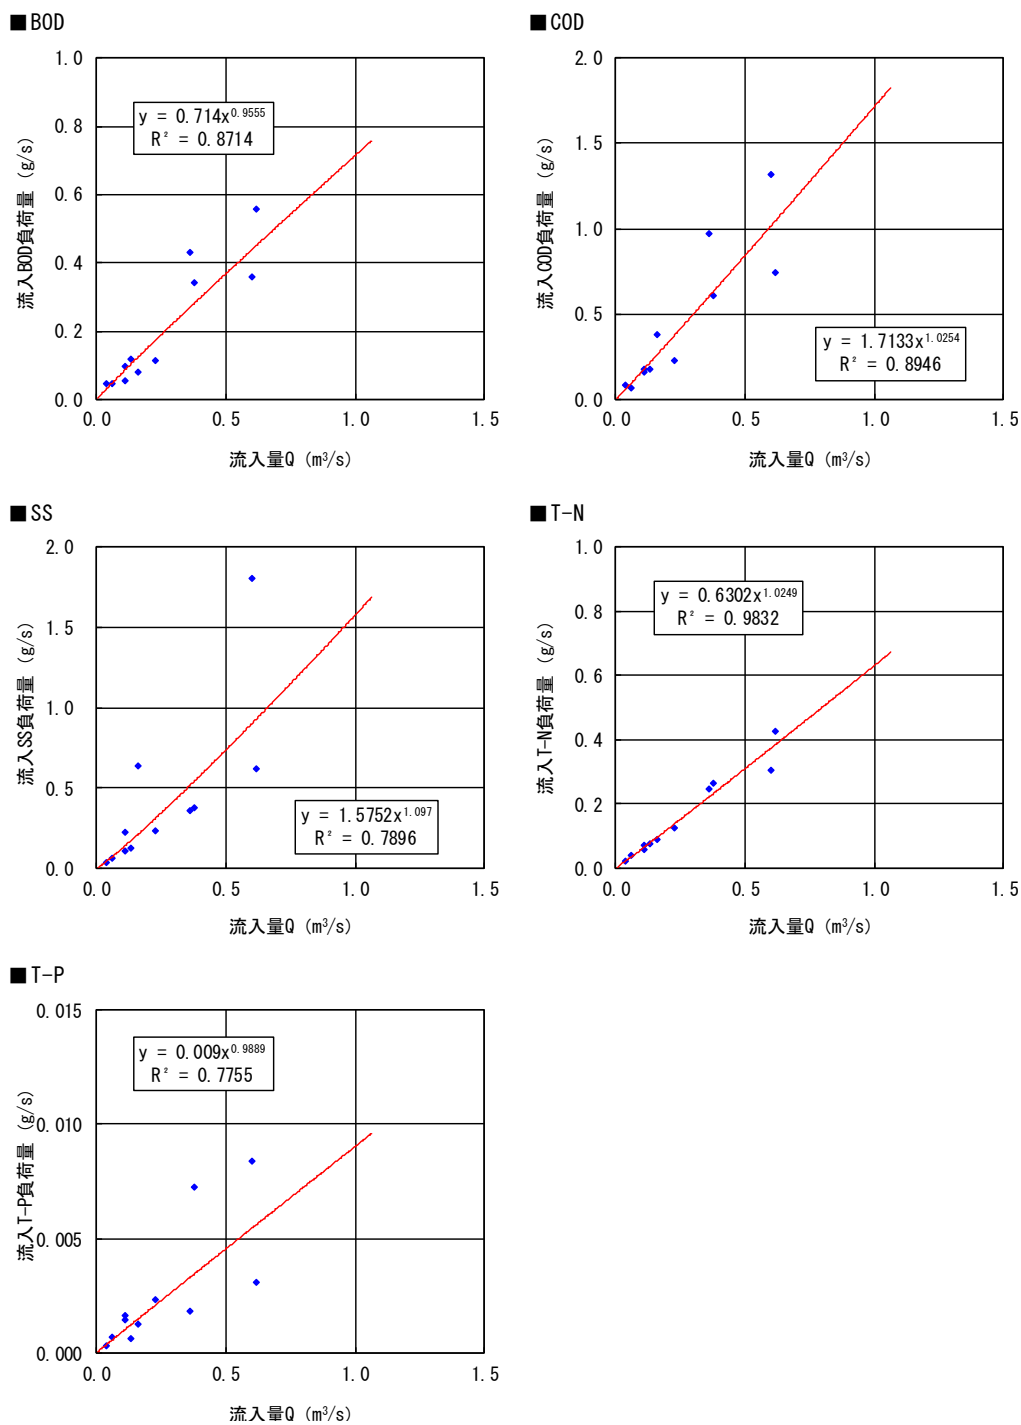 ■BOD
1.0
0.8
0.6
0.4
0.2
0.0
0.0 0.5 1.0 1.5
流入BOD負荷量 (g/s)
流入量Q (m³/s)
y = 0.714x^0.9555
R² = 0.8714
■COD
2.0
1.5
1.0
0.5
0.0
0.0 0.5 1.0 1.5
流入COD負荷量 (g/s)
流入量Q (m³/s)
y = 1.7133x^1.0254
R² = 0.8946
■SS
2.0
1.5
1.0
0.5
0.0
0.0 0.5 1.0 1.5
流入SS負荷量 (g/s)
流入量Q (m³/s)
y = 1.5752x^1.097
R² = 0.7896
■T-N
1.0
0.8
0.6
0.4
0.2
0.0
0.0 0.5 1.0 1.5
流入T-N負荷量 (g/s)
流入量Q (m³/s)
y = 0.6302x^1.0249
R² = 0.9832
■T-P
0.015
0.010
0.005
0.000
0.0 0.5 1.0 1.5
流入T-P負荷量 (g/s)
流入量Q (m³/s)
y = 0.009x^0.9889
R² = 0.7755